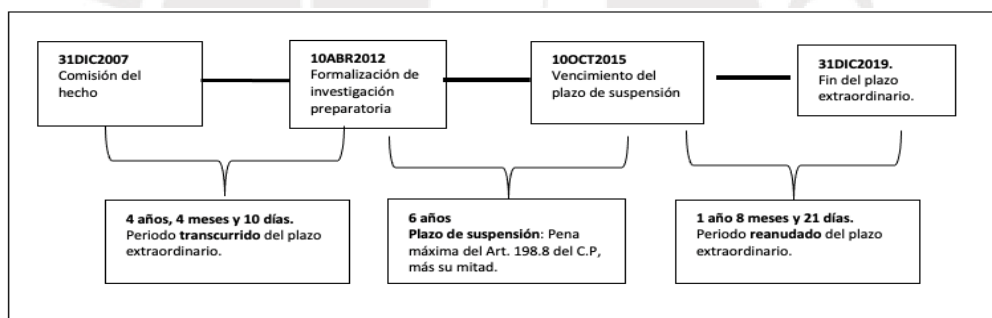 31DIC2007
Comisión del
hecho
10ABR2012
Formalización de
investigación
preparatoria
10OCT2015
Vencimiento del
plazo de suspensión
31DIC2019.
Fin del plazo
extraordinario.
4 años, 4 meses y 10 días.
Periodo transcurrido del plazo
extraordinario.
6 años
Plazo de suspensión: Pena
máxima del Art. 198.8 del C.P,
más su mitad.
1 año 8 meses y 21 días.
Periodo reanudado del plazo
extraordinario.